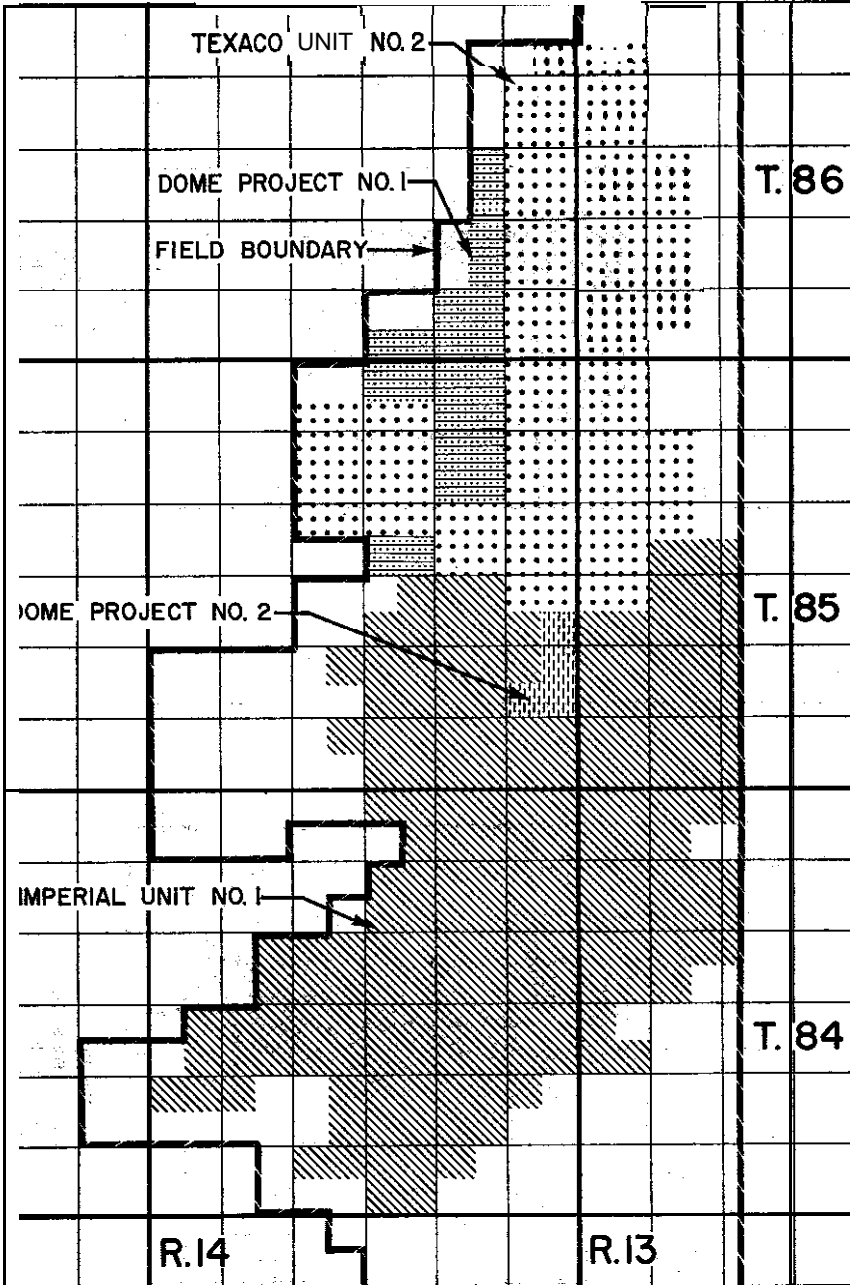 TEXACO UNIT NO. 2
T. 86
DOME PROJECT NO. 1
FIELD BOUNDARY
DOME PROJECT NO. 2
T. 85
IMPERIAL UNIT NO. 1
T. 84
R. 14
R. 13